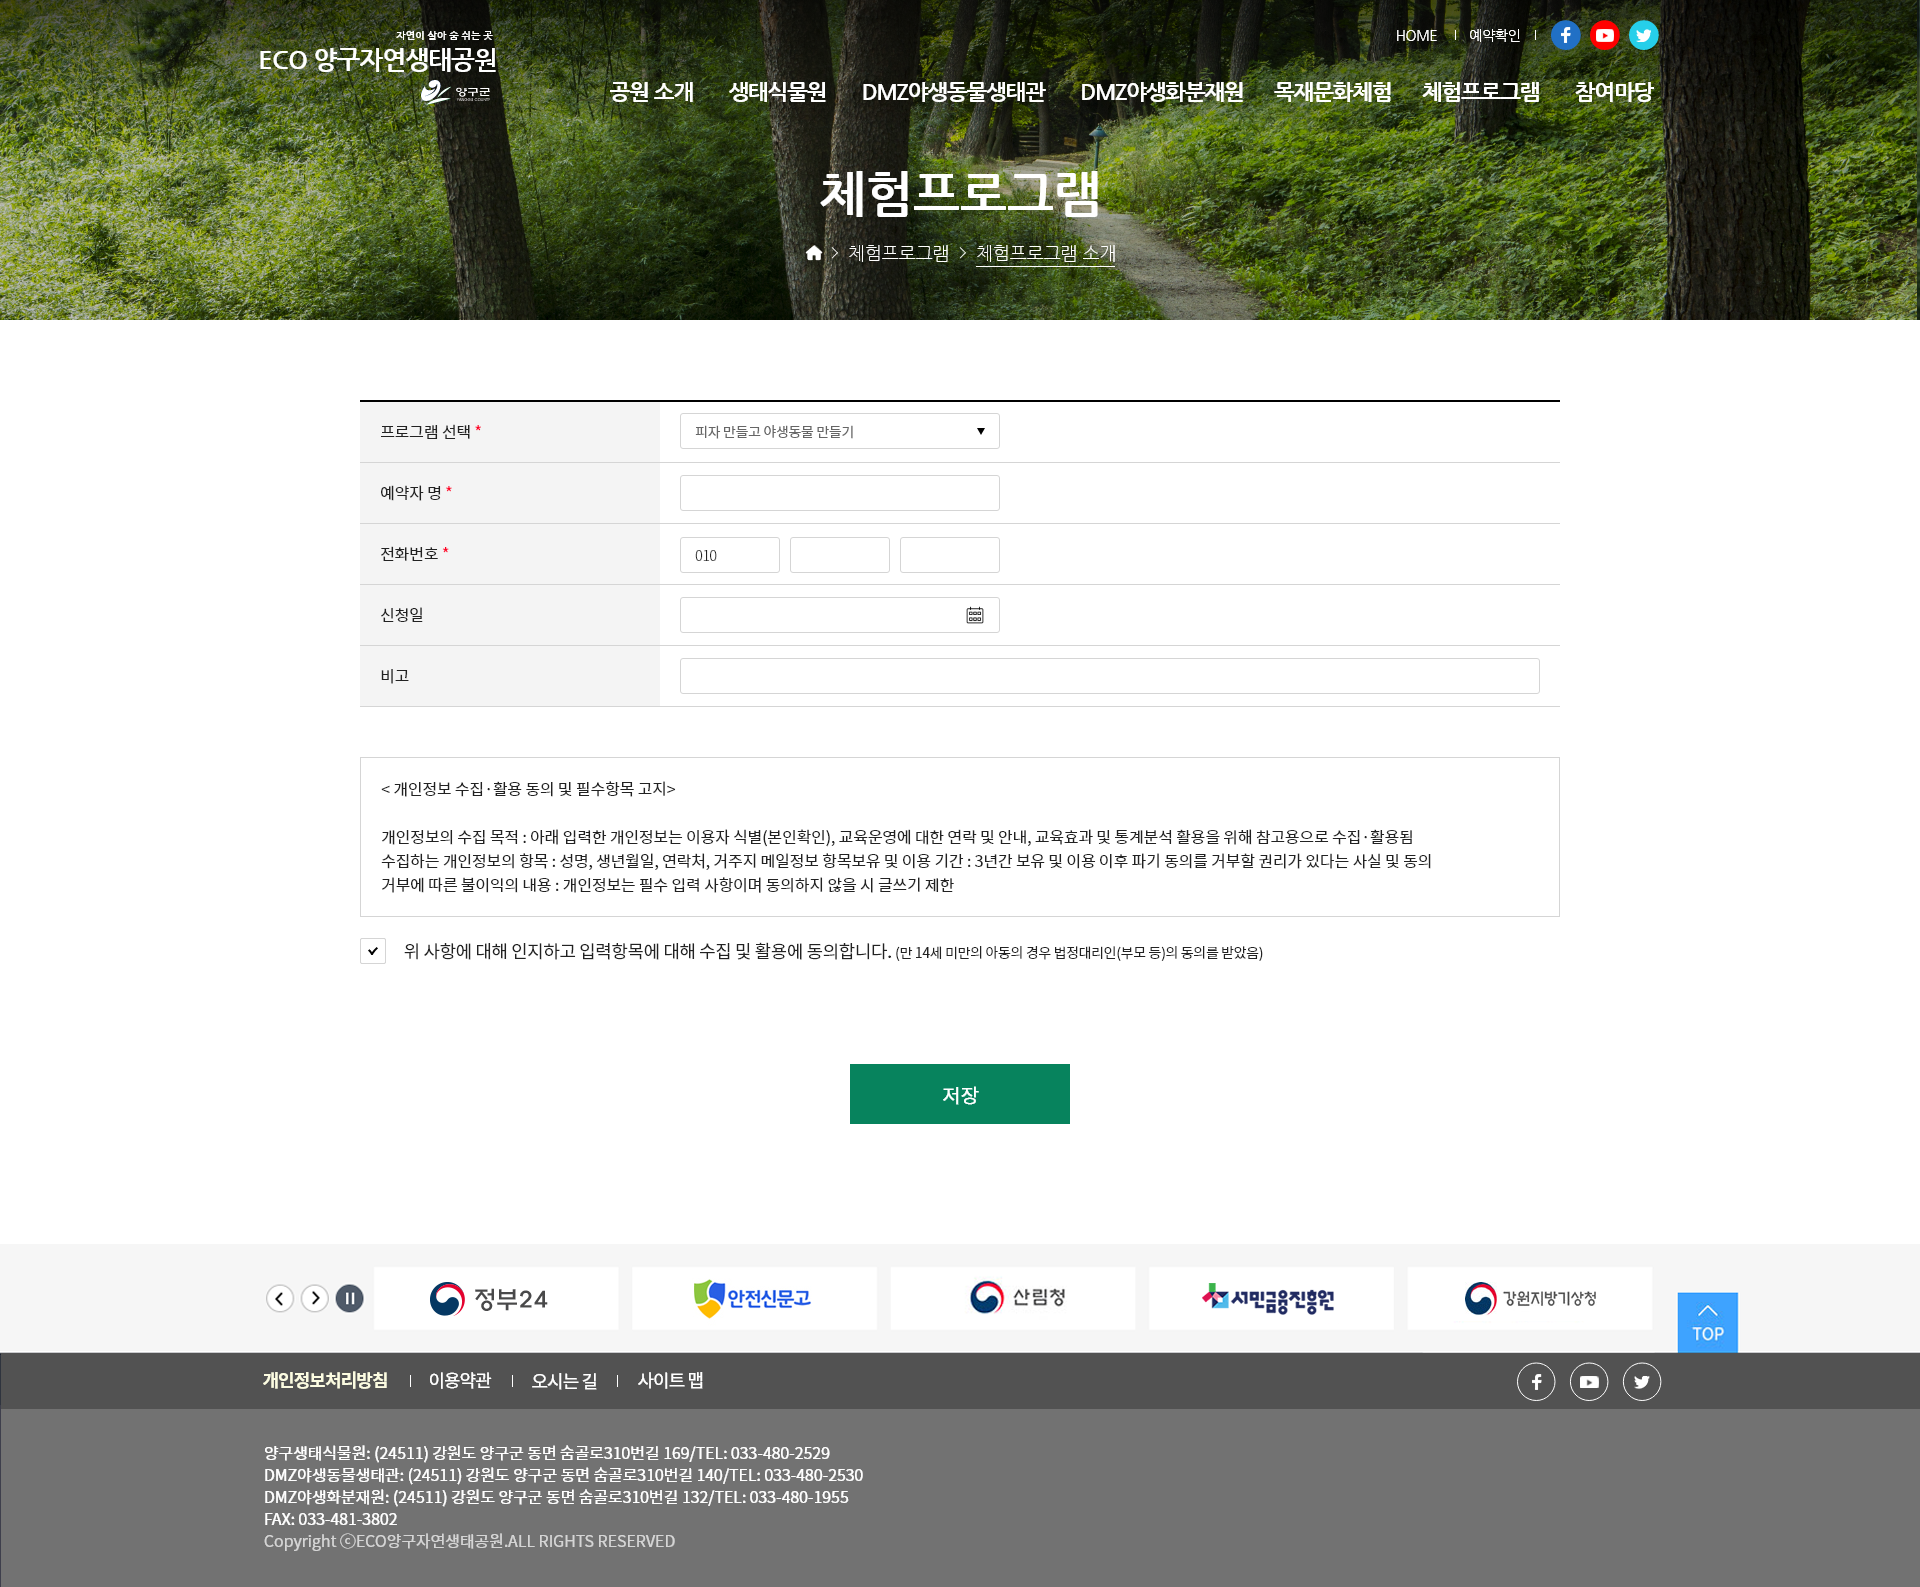 자연이 살아 숨 쉬는 곳
ECO 양구자연생태공원
양구군
HOME
예약확인
공원 소개
생태식물원
DMZ야생동물생태관
DMZ야생화분재원
목재문화체험
체험프로그램
참여마당
체험프로그램
체험프로그램
체험프로그램 소개
프로그램 선택 *
피자 만들고 야생동물 만들기
예약자 명 *
전화번호 *
010
신청일
비고
< 개인정보 수집·활용 동의 및 필수항목 고지>
개인정보의 수집 목적 : 아래 입력한 개인정보는 이용자 식별(본인확인), 교육운영에 대한 연락 및 안내, 교육효과 및 통계분석 활용을 위해 참고용으로 수집·활용됨
수집하는 개인정보의 항목 : 성명, 생년월일, 연락처, 거주지 메일정보 항목보유 및 이용 기간 : 3년간 보유 및 이용 이후 파기 동의를 거부할 권리가 있다는 사실 및 동의
거부에 따른 불이익의 내용 : 개인정보는 필수 입력 사항이며 동의하지 않을 시 글쓰기 제한
위 사항에 대해 인지하고 입력항목에 대해 수집 및 활용에 동의합니다. (만 14세 미만의 아동의 경우 법정대리인(부모 등)의 동의를 받았음)
저장
정부24
안전신문고
산림청
서민금융진흥원
강원지방기상청
TOP
개인정보처리방침
이용약관
오시는 길
사이트 맵
양구생태식물원: (24511) 강원도 양구군 동면 숨골로310번길 169/TEL: 033-480-2529
DMZ야생동물생태관: (24511) 강원도 양구군 동면 숨골로310번길 140/TEL: 033-480-2530
DMZ야생화분재원: (24511) 강원도 양구군 동면 숨골로310번길 132/TEL: 033-480-1955
FAX: 033-481-3802
Copyright ⓒECO양구자연생태공원.ALL RIGHTS RESERVED